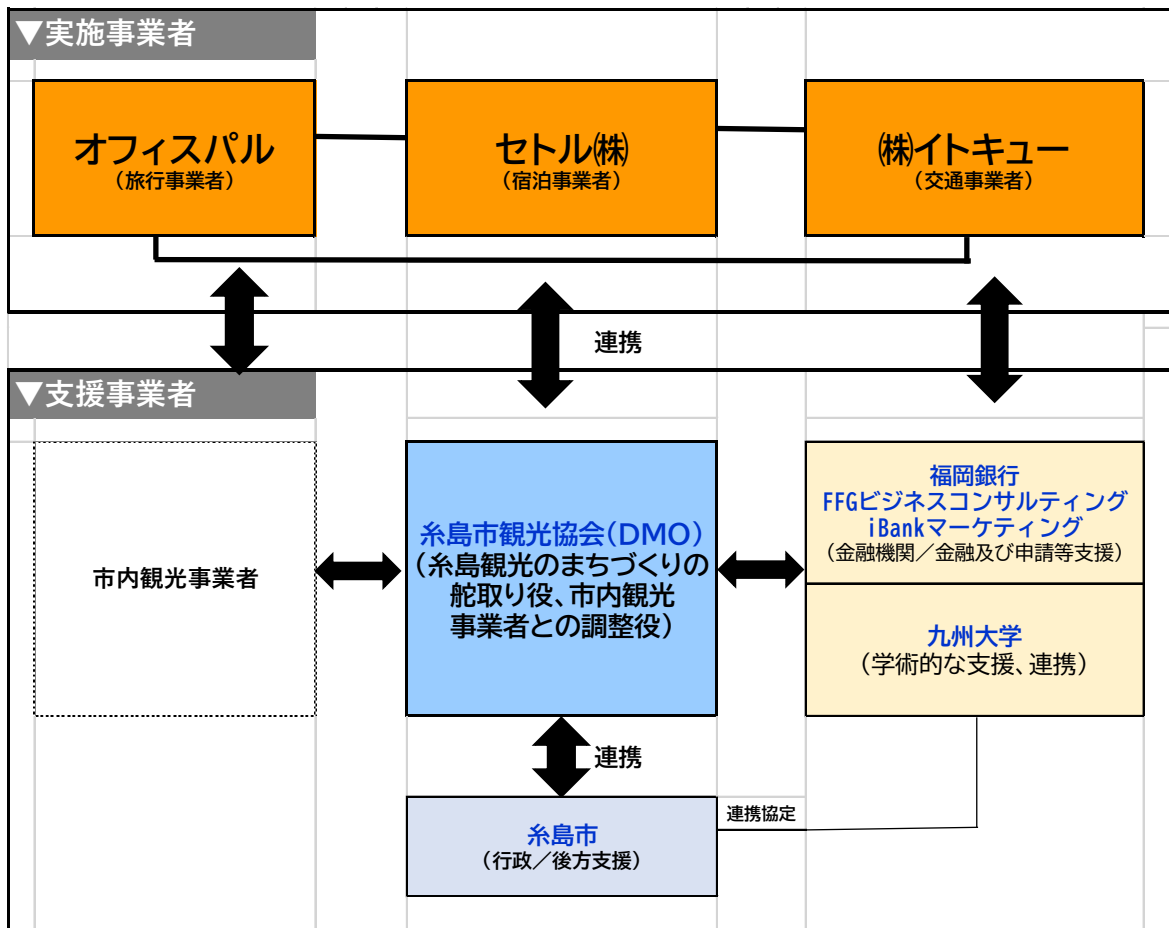 ▼実施事業者
オフィスパル
（旅行事業者）
セトル㈱
（宿泊事業者）
㈱イトキュー
（交通事業者）
連携
▼支援事業者
市内観光事業者
糸島市観光協会（DMO）
（糸島観光のまちづくりの
舵取り役、市内観光
事業者との調整役）
福岡銀行
FFGビジネスコンサルティング
iBankマーケティング
（金融機関／金融及び申請等支援）
九州大学
（学術的な支援、連携）
連携
糸島市
（行政／後方支援）
連携協定